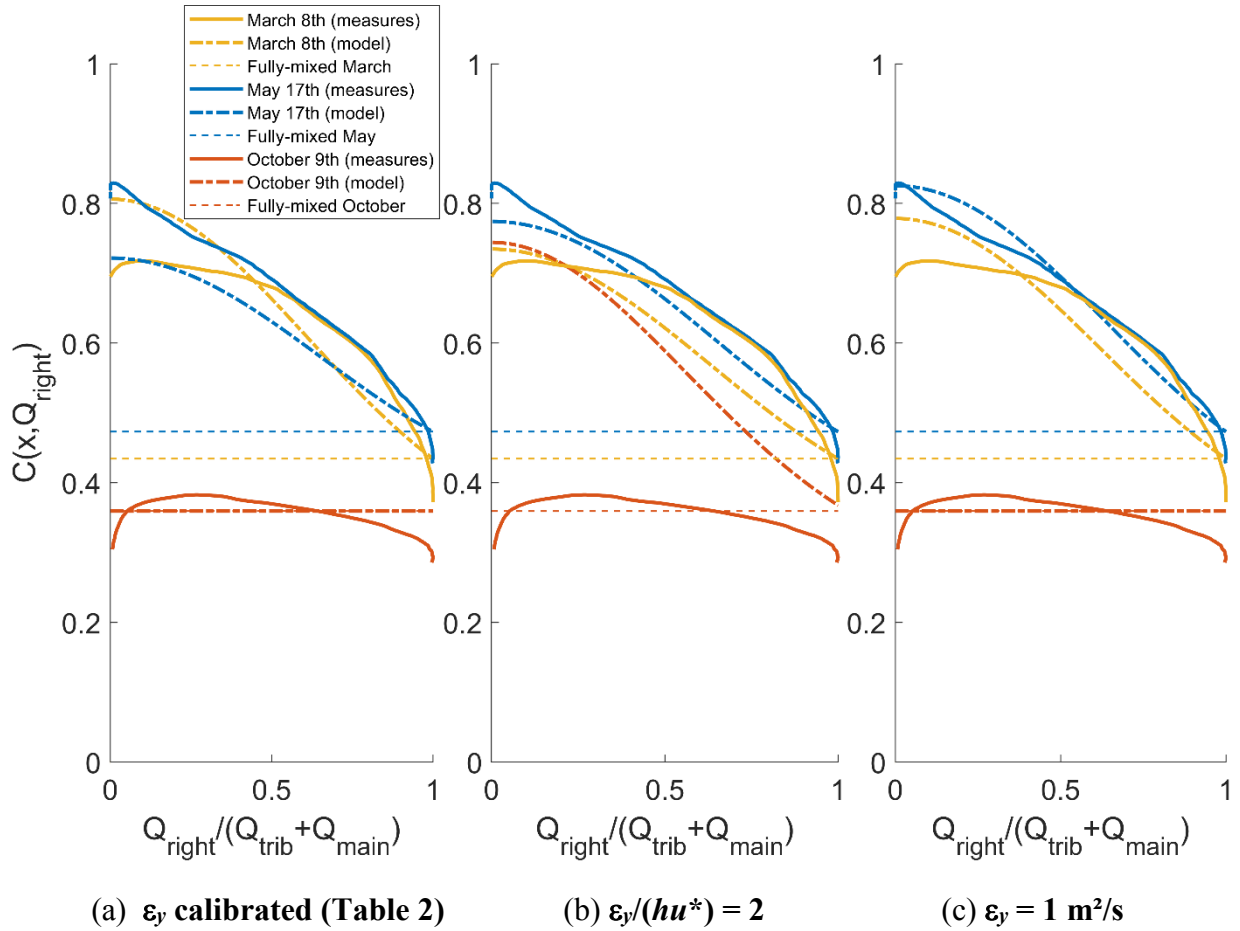 March 8th (measures)
March 8th (model)
Fully-mixed March
May 17th (measures)
May 17th (model)
Fully-mixed May
October 9th (measures)
October 9th (model)
Fully-mixed October
C(x,Q_right)
1
0.8
0.6
0.4
0.2
0
0 0.5 1
Q_right/(Q_trib+Q_main)
(a) ε_y calibrated (Table 2)
1
0.8
0.6
0.4
0.2
0
0 0.5 1
Q_right/(Q_trib+Q_main)
(b) ε_y/(hu*) = 2
1
0.8
0.6
0.4
0.2
0
0 0.5 1
Q_right/(Q_trib+Q_main)
(c) ε_y = 1 m²/s